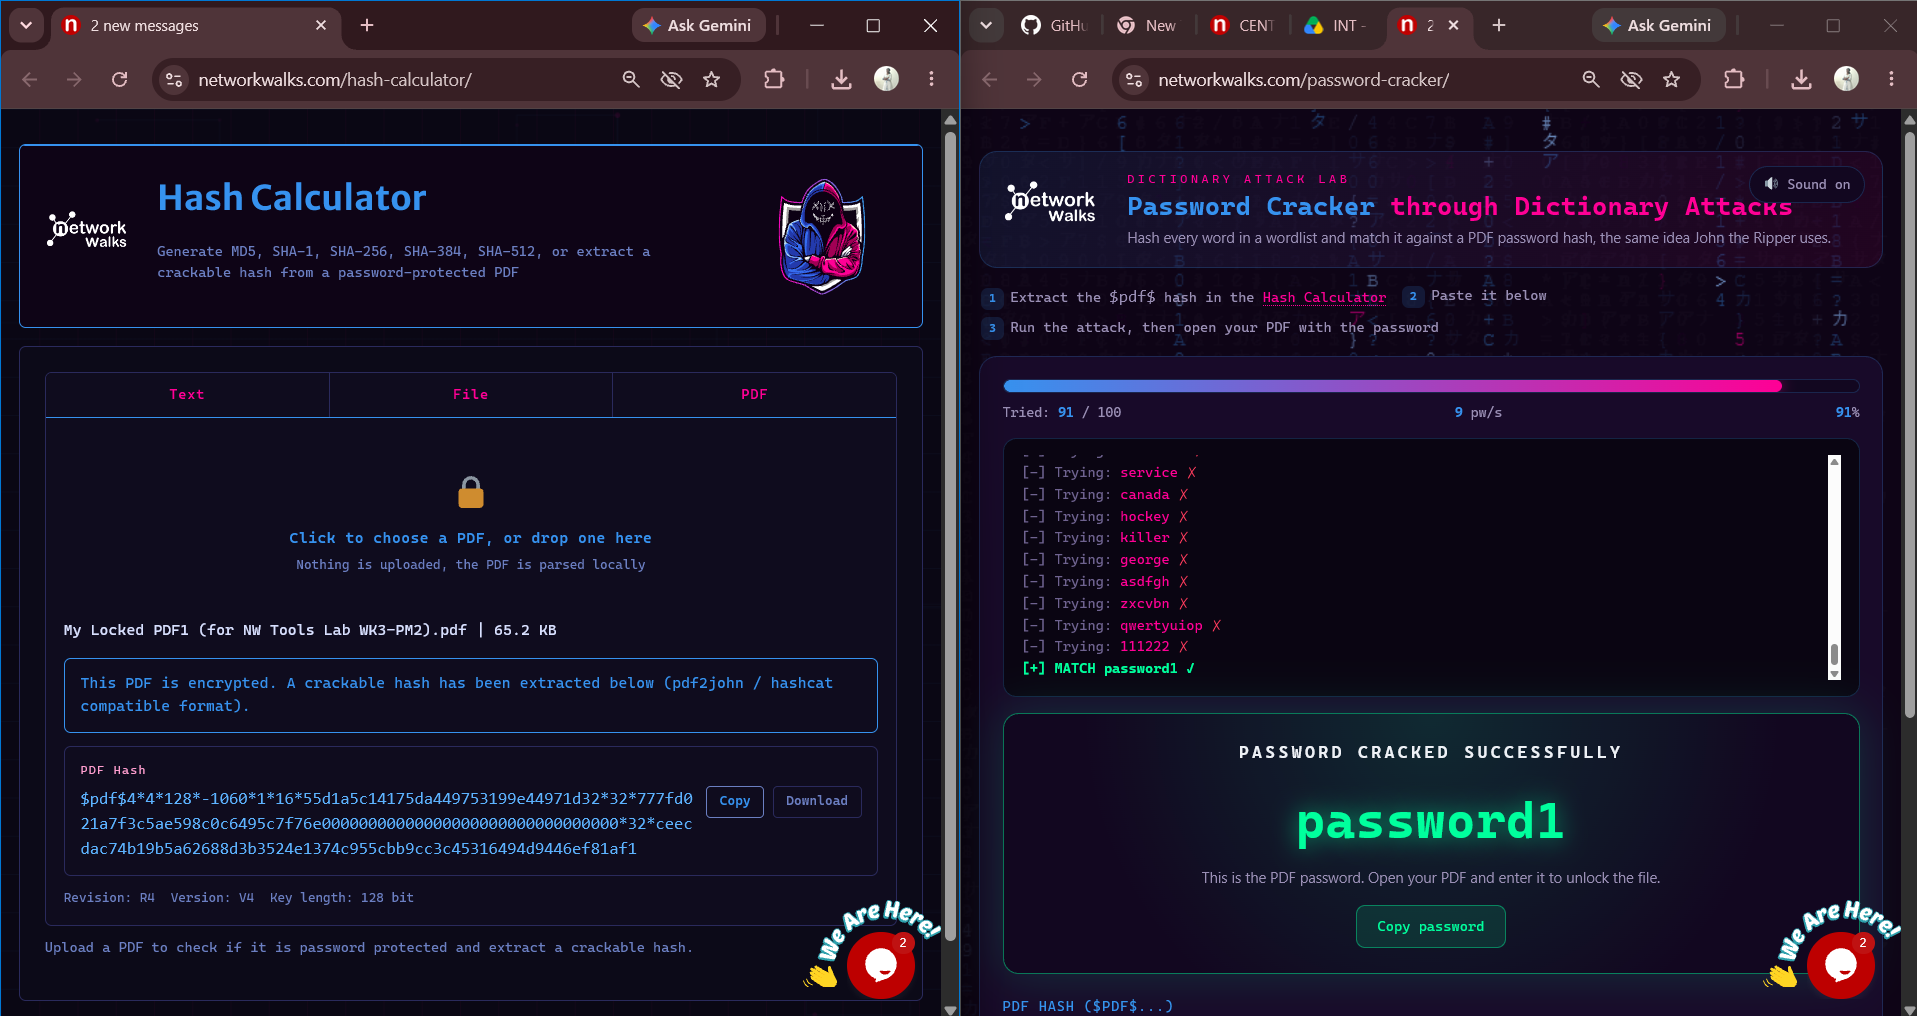 2 new messages
Ask Gemini
networkwalks.com/hash-calculator/
network
Walks
Hash Calculator
Generate MD5, SHA-1, SHA-256, SHA-384, SHA-512, or extract a
crackable hash from a password-protected PDF
Text
File
PDF
Click to choose a PDF, or drop one here
Nothing is uploaded, the PDF is parsed locally
My Locked PDF1 (for NW Tools Lab WK3-PM2).pdf | 65.2 KB
This PDF is encrypted. A crackable hash has been extracted below (pdf2john / hashcat
compatible format).
PDF Hash
$pdf$4*4*128*-1060*1*16*55d1a5c14175da449753199e44971d32*32*777fd0
21a7f3c5ae598c0c6495c7f76e00000000000000000000000000000000*32*ceec
dac74b19b5a62688d3b3524e1374c955cbb9cc3c45316494d9446ef81af1
Copy
Download
Revision: R4 Version: V4 Key length: 128 bit
Upload a PDF to check if it is password protected and extract a crackable hash.
We Are Here!
2
GitHu
New
CENT
INT -
2
Ask Gemini
networkwalks.com/password-cracker/
network
Walks
DICTIONARY ATTACK LAB
Sound on
Password Cracker through Dictionary Attacks
Hash every word in a wordlist and match it against a PDF password hash, the same idea John the Ripper uses.
1 Extract the $pdf$ hash in the Hash Calculator 2 Paste it below
3 Run the attack, then open your PDF with the password
Tried: 91 / 100
9 pw/s
91%
[-] Trying: service ✗
[-] Trying: canada ✗
[-] Trying: hockey ✗
[-] Trying: killer ✗
[-] Trying: george ✗
[-] Trying: asdfgh ✗
[-] Trying: zxcvbn ✗
[-] Trying: qwertyuiop ✗
[-] Trying: 111222 ✗
[+] MATCH password1 ✓
PASSWORD CRACKED SUCCESSFULLY
password1
This is the PDF password. Open your PDF and enter it to unlock the file.
Copy password
We Are Here!
2
PDF HASH ($PDF$...)